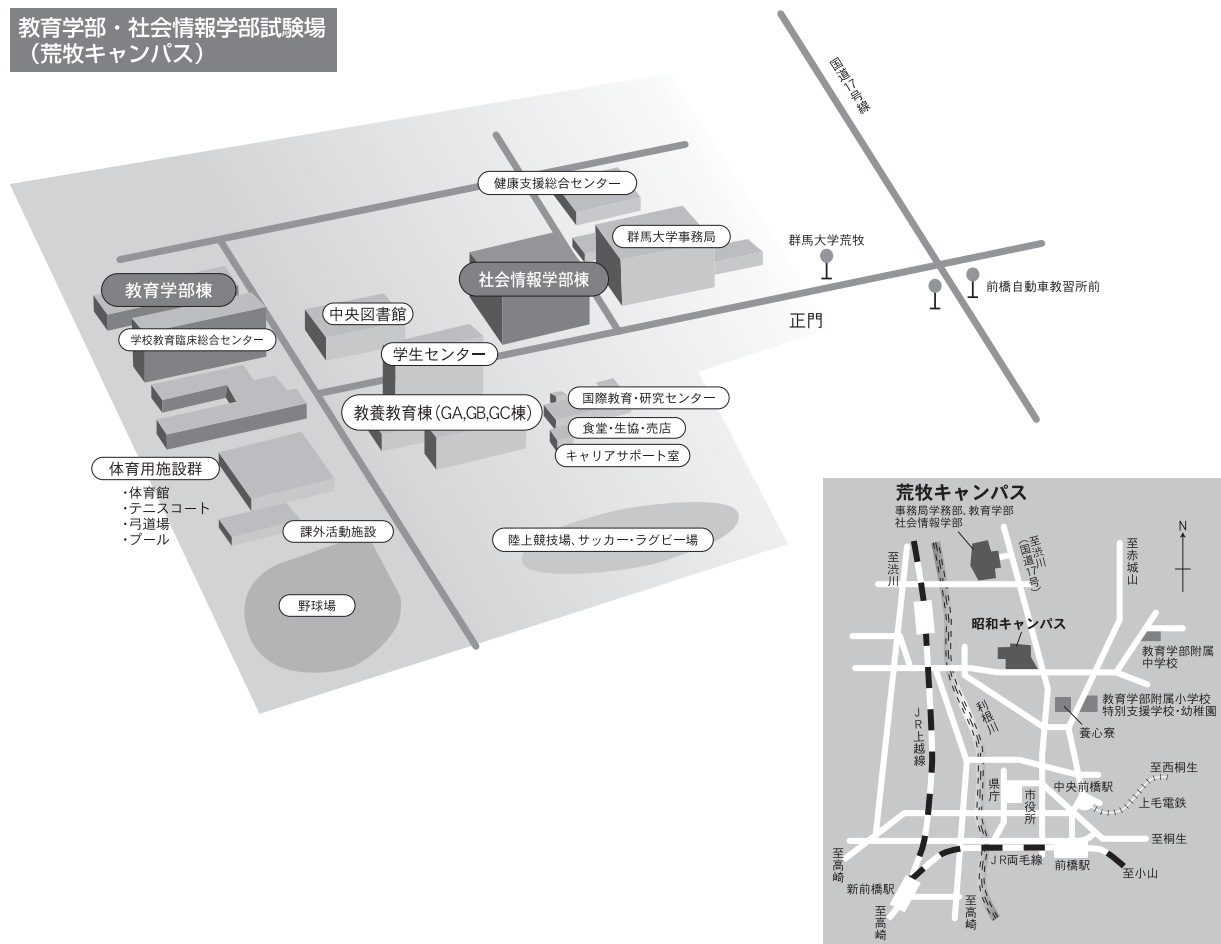 教育学部・社会情報学部試験場
（荒牧キャンパス）
国道17号線
健康支援総合センター
群馬大学事務局
群馬大学荒牧
社会情報学部棟
前橋自動車教習所前
教育学部棟
中央図書館
正門
学校教育臨床総合センター
学生センター
国際教育・研究センター
教養教育棟（GA,GB,GC棟）
食堂・生協・売店
キャリアサポート室
体育用施設群
・体育館
・テニスコート
・弓道場
・プール
課外活動施設
陸上競技場、サッカー・ラグビー場
野球場
荒牧キャンパス
事務局学務部、教育学部
社会情報学部
N
至渋川
至渋川
（国道17号）
至赤城山
昭和キャンパス
教育学部附属
中学校
教育学部附属小学校
特別支援学校・幼稚園
養心寮
利根川
JR上越線
至西桐生
県庁
市役所
中央前橋駅
上毛電鉄
至桐生
至高崎
JR両毛線
前橋駅
至小山
新前橋駅
至高崎
至高崎